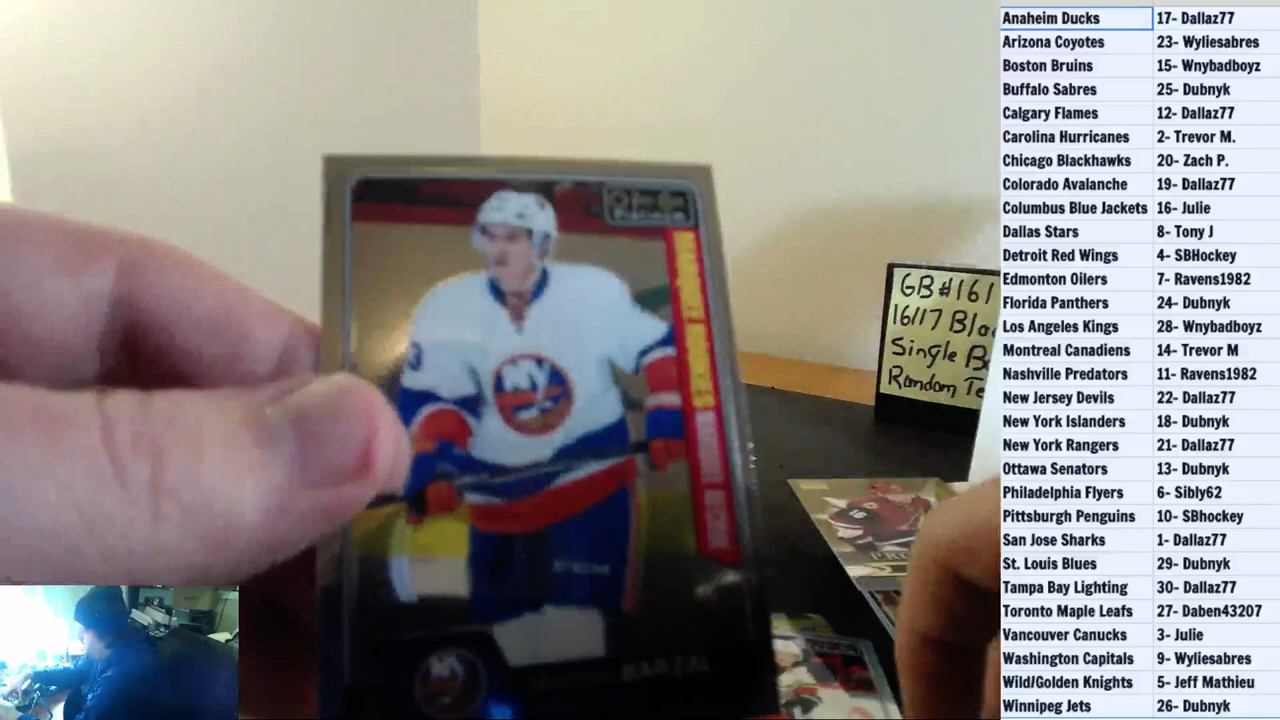 Anaheim Ducks 17- Dallaz77
Arizona Coyotes 23- Wyliesabres
Boston Bruins 15- Wnybadboyz
Buffalo Sabres 25- Dubnyk
Calgary Flames 12- Dallaz77
Carolina Hurricanes 2- Trevor M.
Chicago Blackhawks 20- Zach P.
Colorado Avalanche 19- Dallaz77
Columbus Blue Jackets 16- Julie
Dallas Stars 8- Tony J
Detroit Red Wings 4- SBHockey
Edmonton Oilers 7- Ravens1982
Florida Panthers 24- Dubnyk
Los Angeles Kings 28- Wnybadboyz
Montreal Canadiens 14- Trevor M
Nashville Predators 11- Ravens1982
New Jersey Devils 22- Dallaz77
New York Islanders 18- Dubnyk
New York Rangers 21- Dallaz77
Ottawa Senators 13- Dubnyk
Philadelphia Flyers 6- Sibly62
Pittsburgh Penguins 10- SBhockey
San Jose Sharks 1- Dallaz77
St. Louis Blues 29- Dubnyk
Tampa Bay Lighting 30- Dallaz77
Toronto Maple Leafs 27- Daben43207
Vancouver Canucks 3- Julie
Washington Capitals 9- Wyliesabres
Wild/Golden Knights 5- Jeff Mathieu
Winnipeg Jets 26- Dubnyk
GB#161
16/17 Bla
Single B
Random Te
NY
BARZAL
16